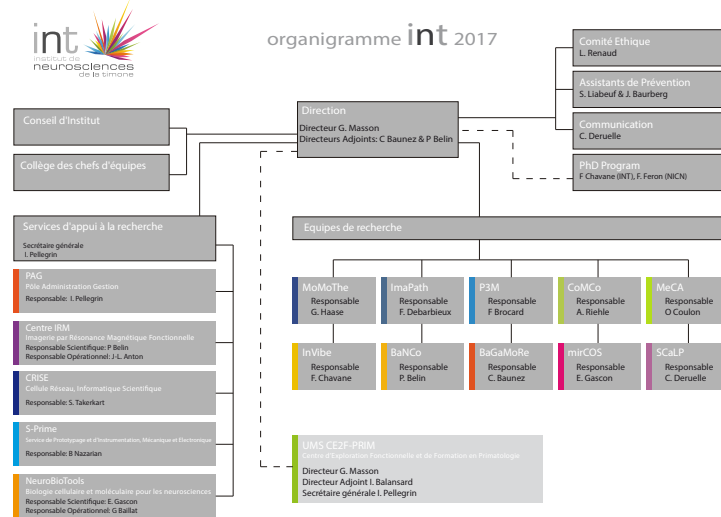 int
institut de
neurosciences
de la timone
organigramme int 2017
Comité Ethique
L. Renaud
Assistants de Prévention
S. Liabeuf & J. Baurberg
Communication
C. Deruelle
PhD Program
F Chavane (INT), F. Feron (NICN)
Direction
Directeur G. Masson
Directeurs Adjoints: C Baunez & P Belin
Conseil d'Institut
Collège des chefs d'équipes
Services d'appui à la recherche
Secrétaire générale
I. Pellegrin
PAG
Pôle Administration Gestion
Responsable: I. Pellegrin
Centre IRM
Imagerie par Résonance Magnétique Fonctionnelle
Responsable Scientifique: P Belin
Responsable Opérationnel: J-L. Anton
CRISE
Cellule Réseau, Informatique Scientifique
Responsable: S. Takerkart
S-Prime
Service de Prototypage et d'Instrumentation, Mécanique et Electronique
Responsable: B Nazarian
NeuroBioTools
Biologie cellulaire et moléculaire pour les neurosciences
Responsable Scientifique: E. Gascon
Responsable Opérationnel: G Baillat
Equipes de recherche
MoMoThe
Responsable
G. Haase
ImaPath
Responsable
F. Debarbieux
P3M
Responsable
F Brocard
CoMCo
Responsable
A. Riehle
MeCA
Responsable
O Coulon
InVibe
Responsable
F. Chavane
BaNCo
Responsable
P. Belin
BaGaMoRe
Responsable
C. Baunez
mirCOS
Responsable
E. Gascon
SCaLP
Responsable
C. Deruelle
UMS CE2F-PRIM
Centre d'Exploration Fonctionnelle et de Formation en Primatologie
Directeur G. Masson
Directeur Adjoint I. Balansard
Secrétaire générale I. Pellegrin